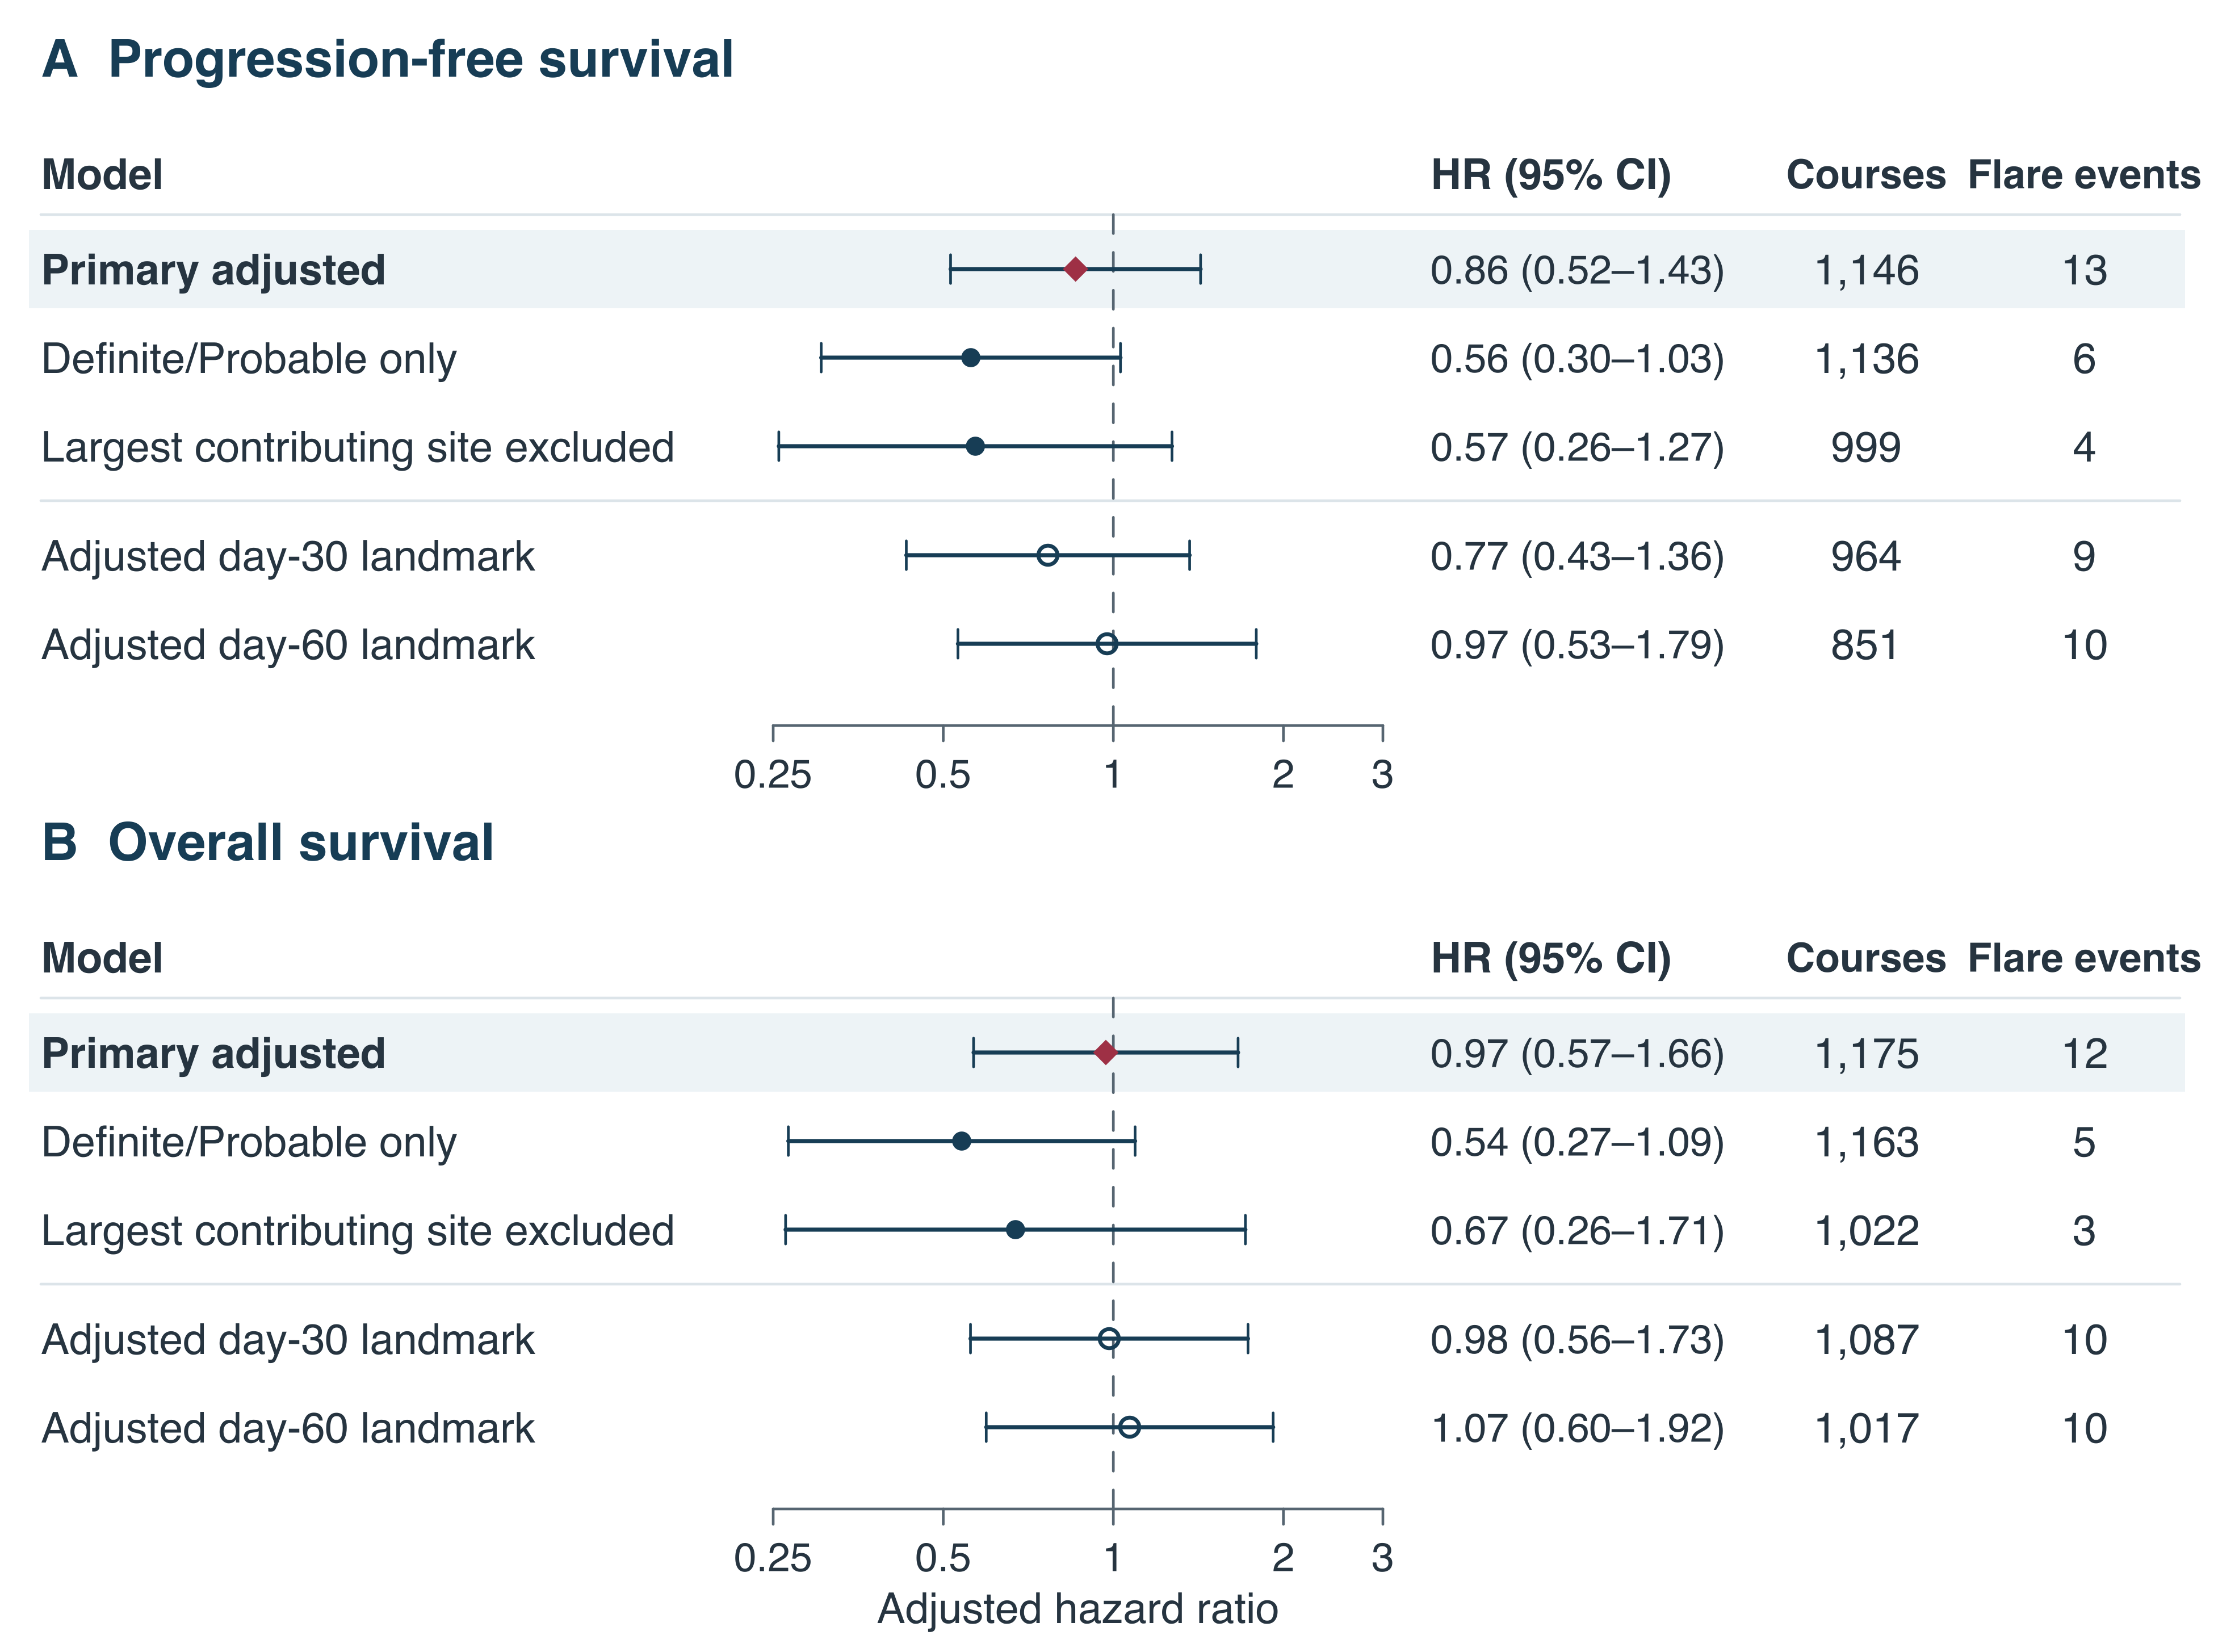 A Progression-free survival
Model HR (95% CI) Courses Flare events
Primary adjusted 0.86 (0.52–1.43) 1,146 13
Definite/Probable only 0.56 (0.30–1.03) 1,136 6
Largest contributing site excluded 0.57 (0.26–1.27) 999 4
Adjusted day-30 landmark 0.77 (0.43–1.36) 964 9
Adjusted day-60 landmark 0.97 (0.53–1.79) 851 10
0.25 0.5 1 2 3
B Overall survival
Model HR (95% CI) Courses Flare events
Primary adjusted 0.97 (0.57–1.66) 1,175 12
Definite/Probable only 0.54 (0.27–1.09) 1,163 5
Largest contributing site excluded 0.67 (0.26–1.71) 1,022 3
Adjusted day-30 landmark 0.98 (0.56–1.73) 1,087 10
Adjusted day-60 landmark 1.07 (0.60–1.92) 1,017 10
0.25 0.5 1 2 3
Adjusted hazard ratio